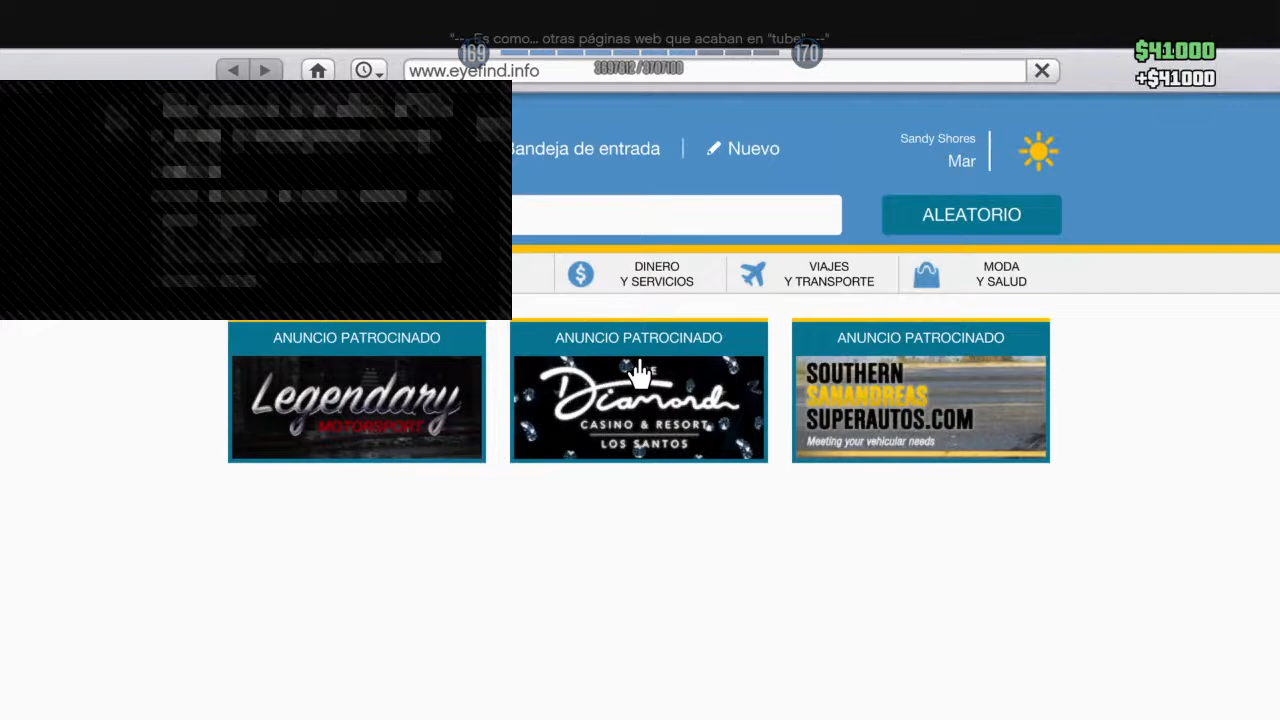 "--- Es como... otras páginas web que acaban en "tube" ---"
169
170
$41000
+$41000
www.eyefind.info
Bandeja de entrada
Nuevo
Sandy Shores
Mar
ALEATORIO
DINERO
Y SERVICIOS
VIAJES
Y TRANSPORTE
MODA
Y SALUD
ANUNCIO PATROCINADO
ANUNCIO PATROCINADO
ANUNCIO PATROCINADO
Legendary
MOTORSPORT
Diamond
CASINO & RESORT
LOS SANTOS
SOUTHERN
SANANDREAS
SUPERAUTOS.COM
Meeting your vehicular needs